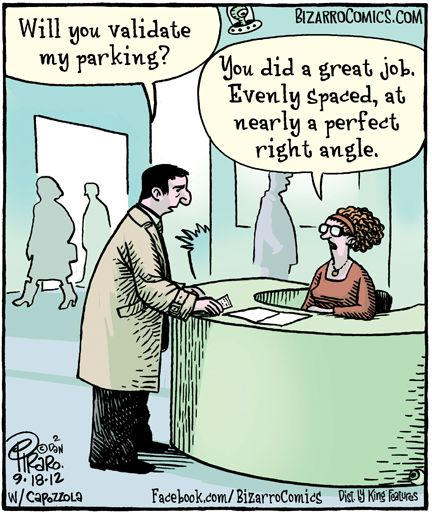 BIZARROCOMICS.COM
Will you validate
my parking?
You did a great job.
Evenly spaced, at
nearly a perfect
right angle.
©2 DAN
PIRARO.
9·18·12
W/ CAPOZZOLA
Facebook.com/BizarroComics
Dist. by King Features